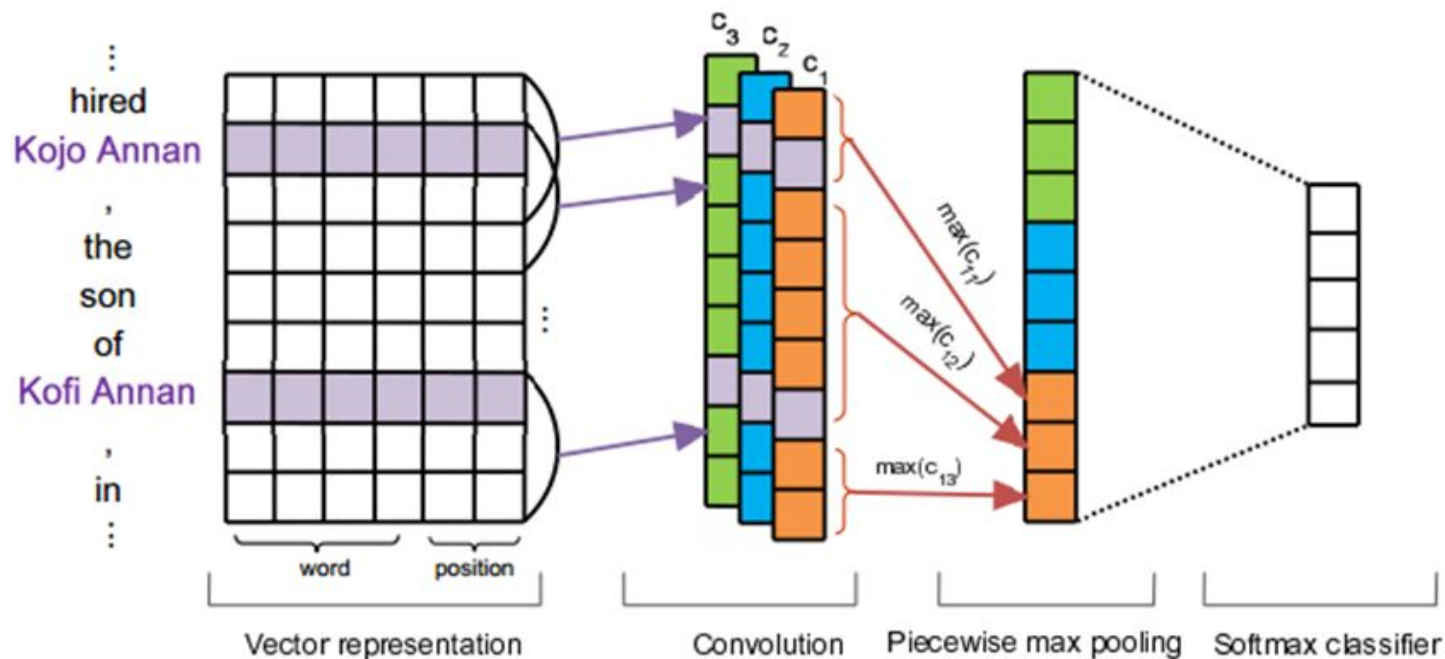 ...
hired
Kojo Annan
,
the
son
of
Kofi Annan
,
in
...
word
position
Vector representation
...
c3
c2
c1
Convolution
max(c11)
max(c12)
max(c13)
Piecewise max pooling
Softmax classifier